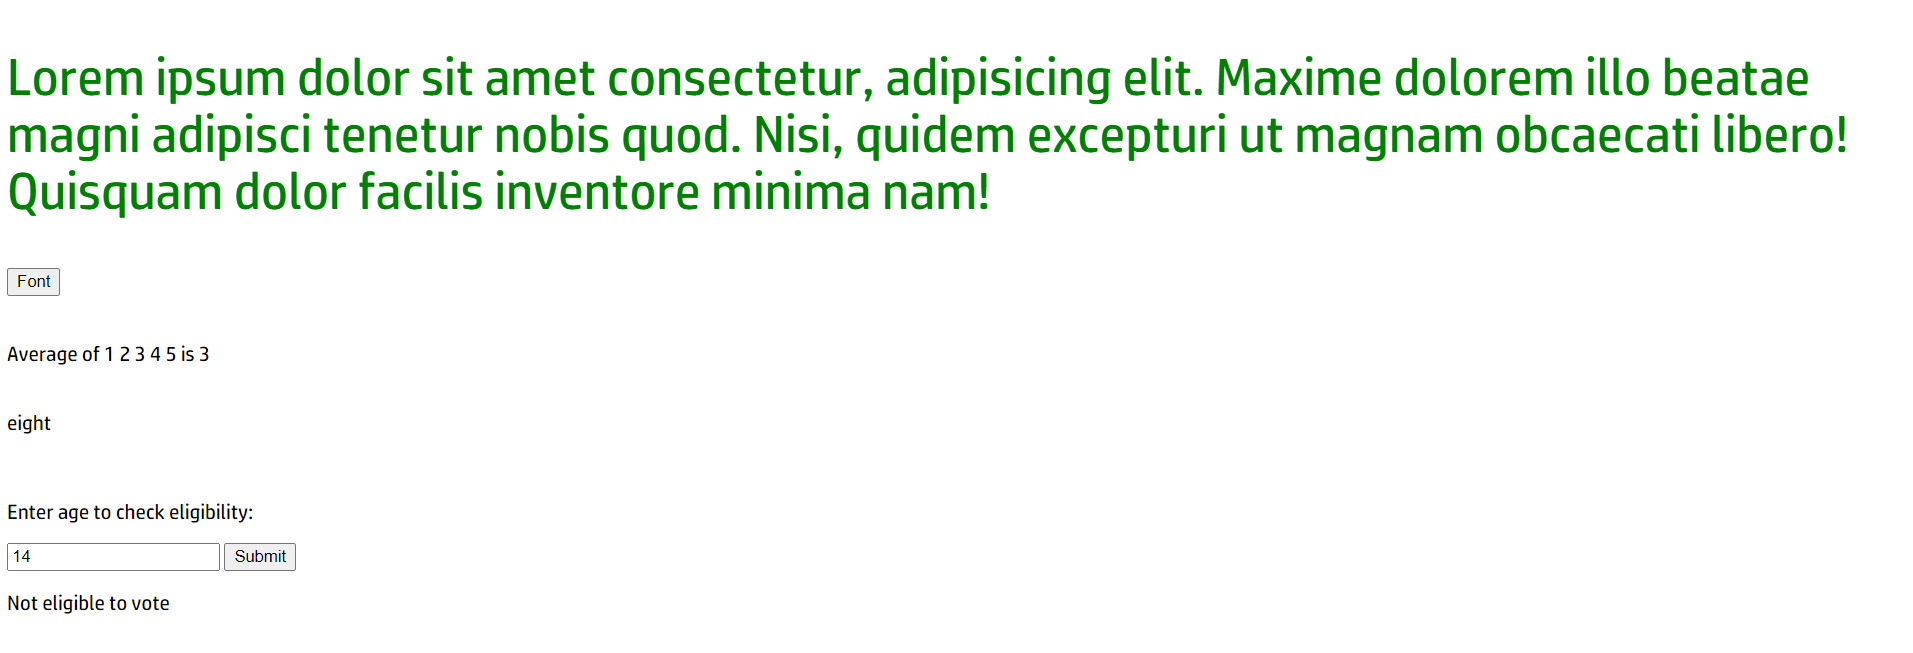 Lorem ipsum dolor sit amet consectetur, adipisicing elit. Maxime dolorem illo beatae
magni adipisci tenetur nobis quod. Nisi, quidem excepturi ut magnam obcaecati libero!
Quisquam dolor facilis inventore minima nam!
Font
Average of 1 2 3 4 5 is 3
eight
Enter age to check eligibility:
14 Submit
Not eligible to vote